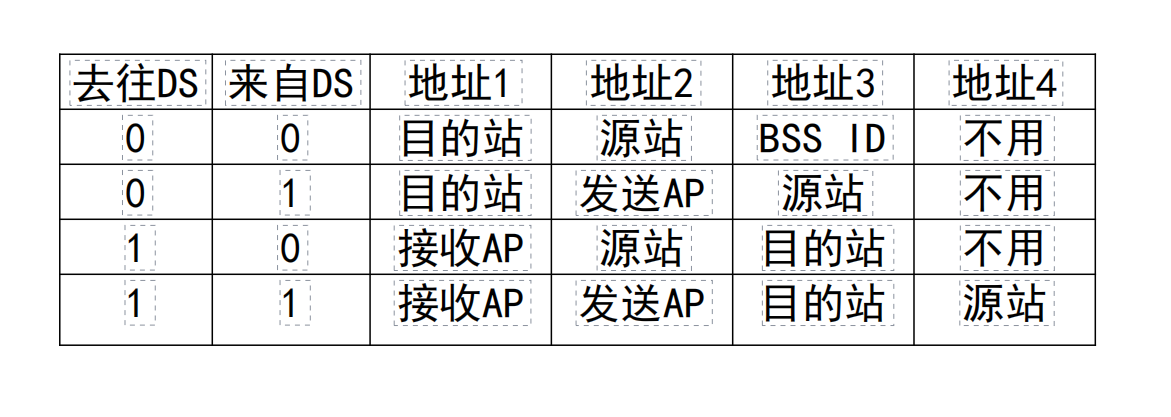 去往DS 来自DS 地址1 地址2 地址3 地址4
0 0 目的站 源站 BSS ID 不用
0 1 目的站 发送AP 源站 不用
1 0 接收AP 源站 目的站 不用
1 1 接收AP 发送AP 目的站 源站